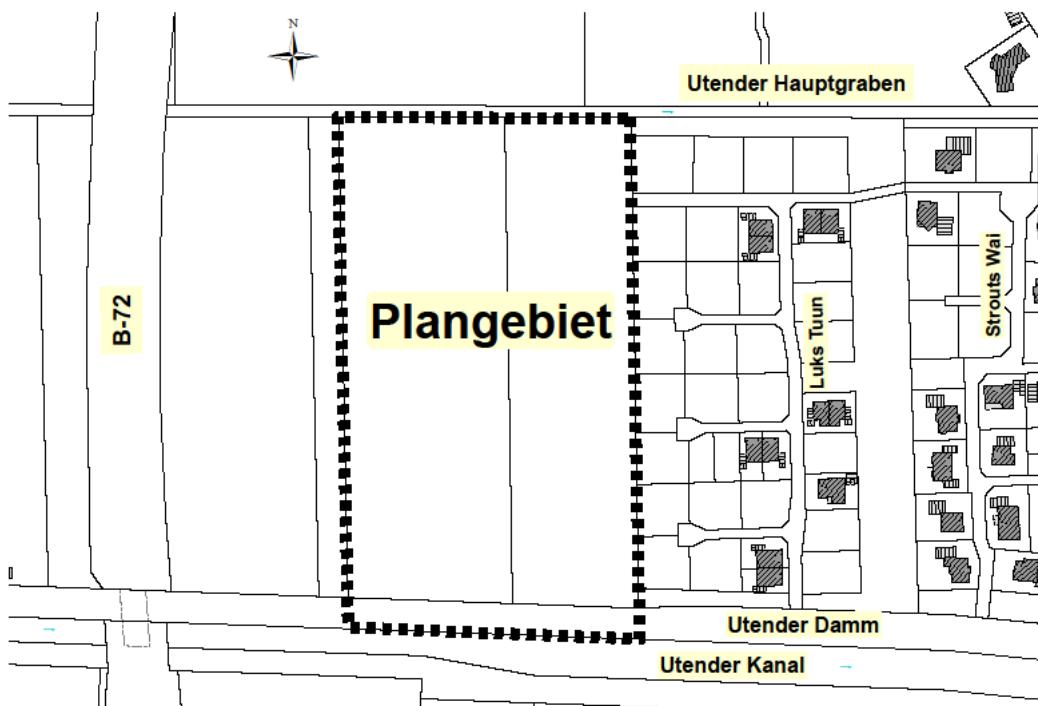 N
Utender Hauptgraben
B-72
Plangebiet
Luks Tuun
Strouts Wai
Utender Damm
Utender Kanal